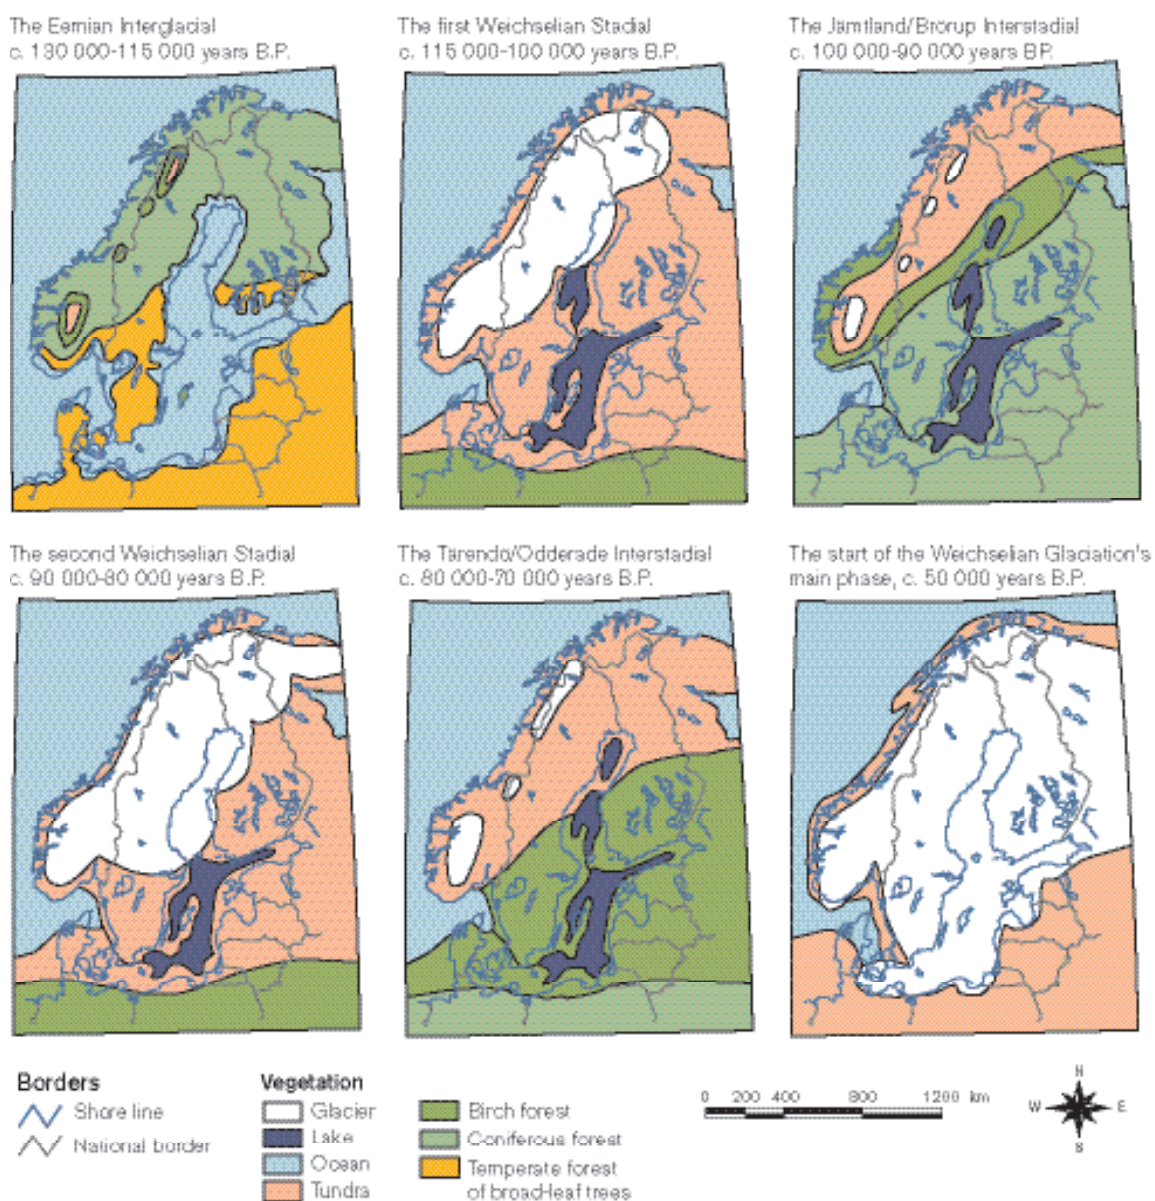 The Eemian Interglacial
c. 130 000-115 000 years B.P.
The first Weichselian Stadial
c. 115 000-100 000 years B.P.
The Jämtland/Brörup Interstadial
c. 100 000-90 000 years BP.
The second Weichselian Stadial
c. 90 000-80 000 years B.P.
The Tärendö/Odderade Interstadial
c. 80 000-70 000 years B.P.
The start of the Weichselian Glaciation's
main phase, c. 50 000 years B.P.
Borders
Shore line
National border
Vegetation
Glacier
Lake
Ocean
Tundra
Birch forest
Coniferous forest
Temperate forest
of broad-leaf trees
0 200 400 800 1200 km
N
W E
S